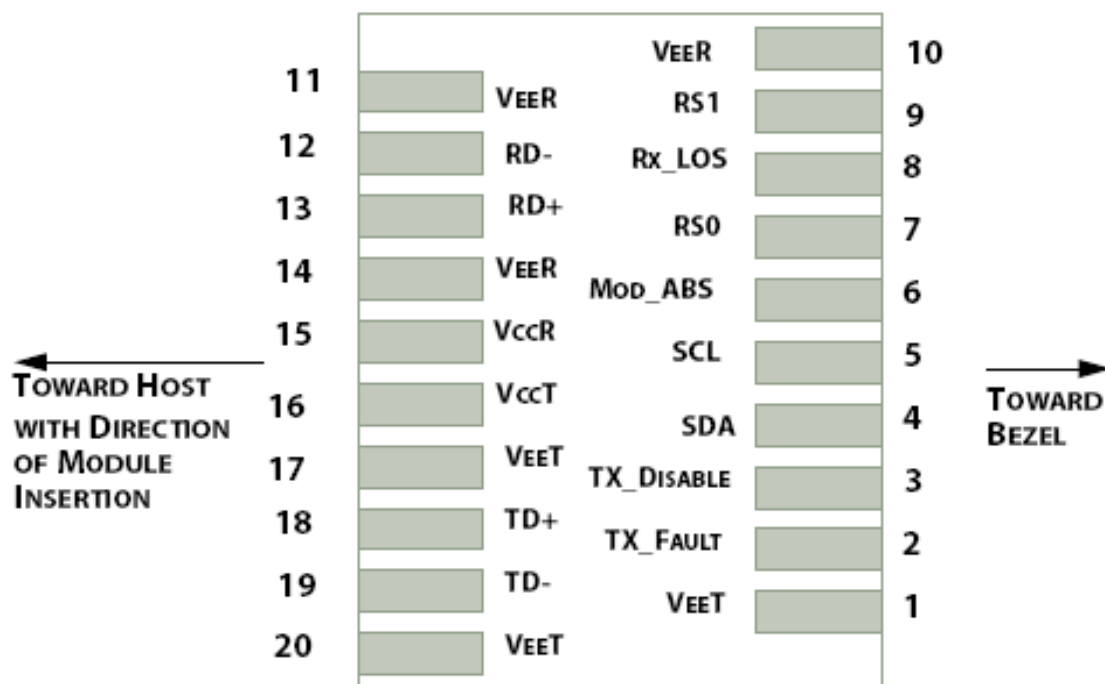 11 VEER
12 RD-
13 RD+
14 VEER
15 VccR
16 VccT
17 VEET
18 TD+
19 TD-
20 VEET
VEER 10
RS1 9
Rx_LOS 8
RS0 7
MOD_ABS 6
SCL 5
SDA 4
TX_DISABLE 3
TX_FAULT 2
VEET 1
TOWARD HOST
WITH DIRECTION
OF MODULE
INSERTION
TOWARD
BEZEL